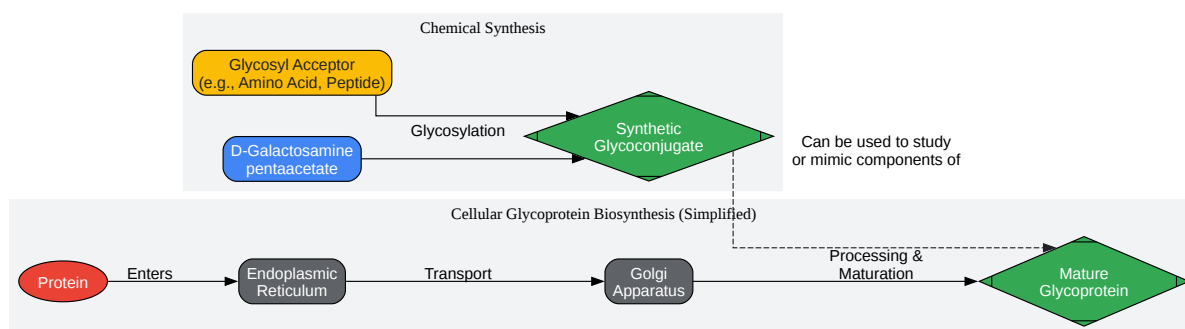 Chemical Synthesis
Glycosyl Acceptor
(e.g., Amino Acid, Peptide)
Glycosylation
D-Galactosamine
pentaacetate
Synthetic
Glycoconjugate
Can be used to study
or mimic components of
Cellular Glycoprotein Biosynthesis (Simplified)
Protein
Enters
Endoplasmic
Reticulum
Transport
Golgi
Apparatus
Processing &
Maturation
Mature
Glycoprotein